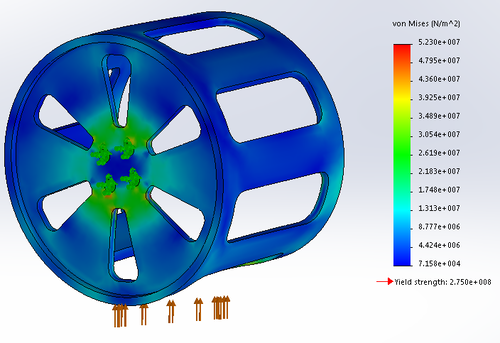 von Mises (N/m^2)
5.230e+007
4.795e+007
4.360e+007
3.925e+007
3.489e+007
3.054e+007
2.619e+007
2.183e+007
1.748e+007
1.313e+007
8.777e+006
4.424e+006
7.158e+004
Yield strength: 2.750e+008